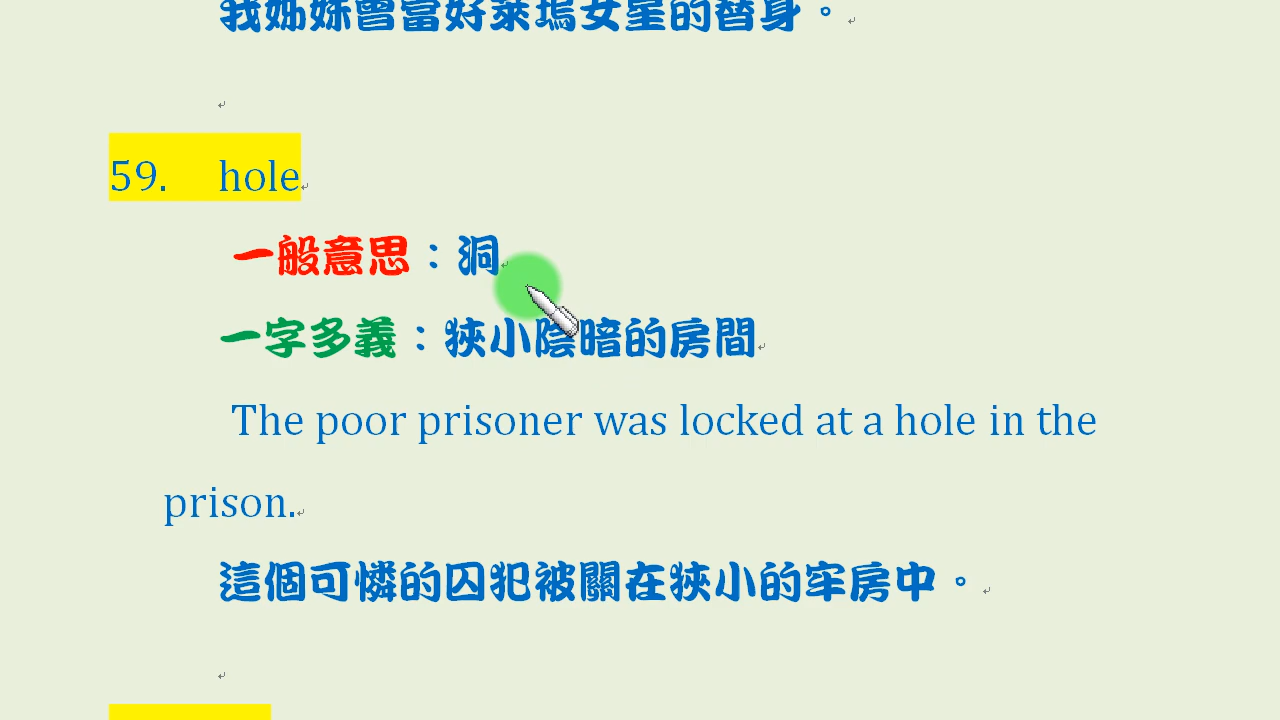 我姊妹曾當好萊塢女星的替身。
59. hole
一般意思：洞
一字多義：狹小陰暗的房間
The poor prisoner was locked at a hole in the
prison.
這個可憐的囚犯被關在狹小的牢房中。